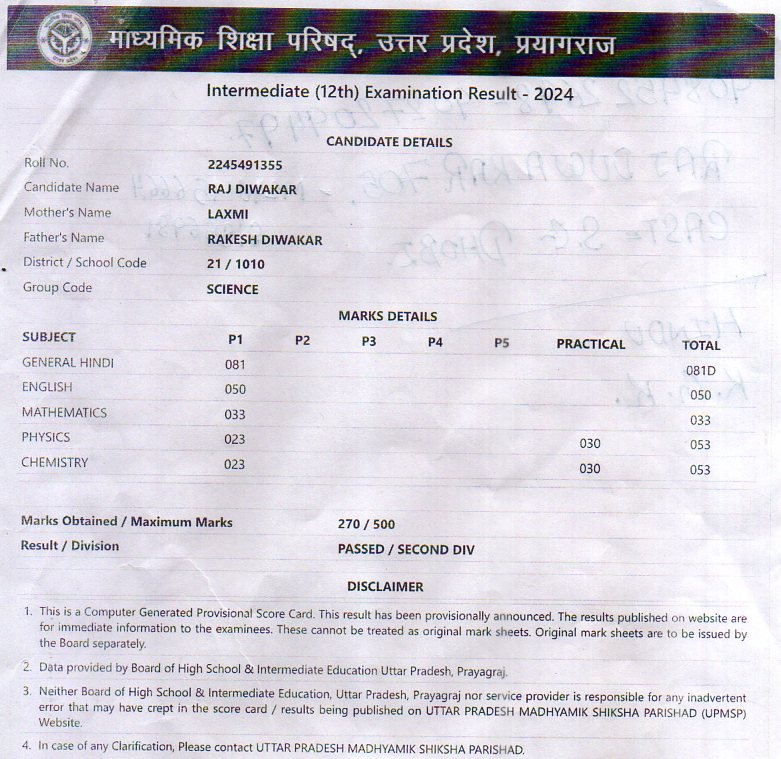 माध्यमिक शिक्षा परिषद्, उत्तर प्रदेश, प्रयागराज
Intermediate (12th) Examination Result - 2024
CANDIDATE DETAILS
Roll No. 2245491355
Candidate Name RAJ DIWAKAR
Mother's Name LAXMI
Father's Name RAKESH DIWAKAR
District / School Code 21 / 1010
Group Code SCIENCE
MARKS DETAILS
SUBJECT P1 P2 P3 P4 P5 PRACTICAL TOTAL
GENERAL HINDI 081 081D
ENGLISH 050 050
MATHEMATICS 033 033
PHYSICS 023 030 053
CHEMISTRY 023 030 053
Marks Obtained / Maximum Marks 270 / 500
Result / Division PASSED / SECOND DIV
DISCLAIMER
1. This is a Computer Generated Provisional Score Card. This result has been provisionally announced. The results published on website are
for immediate information to the examinees. These cannot be treated as original mark sheets. Original mark sheets are to be issued by
the Board separately.
2. Data provided by Board of High School & Intermediate Education Uttar Pradesh, Prayagraj.
3. Neither Board of High School & Intermediate Education, Uttar Pradesh, Prayagraj nor service provider is responsible for any inadvertent
error that may have crept in the score card / results being published on UTTAR PRADESH MADHYAMIK SHIKSHA PARISHAD (UPMSP)
Website.
4. In case of any Clarification, Please contact UTTAR PRADESH MADHYAMIK SHIKSHA PARISHAD.